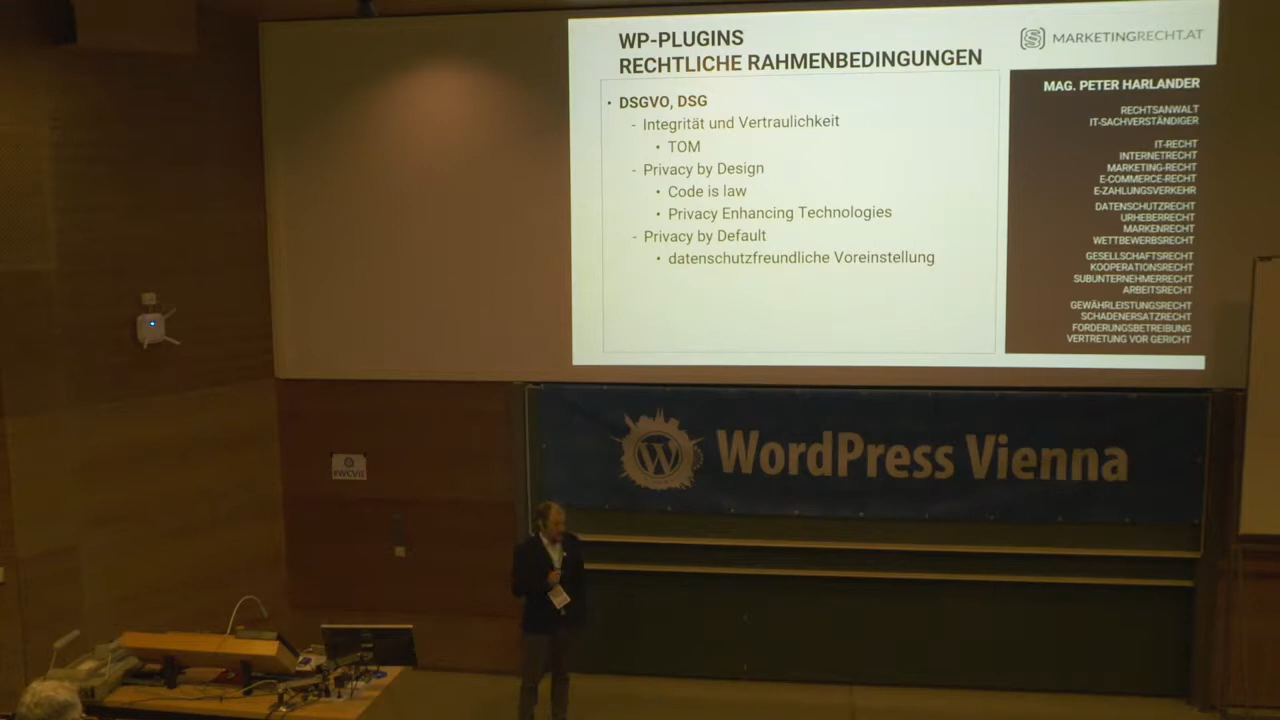 WP-PLUGINS
RECHTLICHE RAHMENBEDINGUNGEN
MARKETINGRECHT.AT
• DSGVO, DSG
- Integrität und Vertraulichkeit
• TOM
- Privacy by Design
• Code is law
• Privacy Enhancing Technologies
- Privacy by Default
• datenschutzfreundliche Voreinstellung
MAG. PETER HARLANDER
RECHTSANWALT
IT-SACHVERSTÄNDIGER
IT-RECHT
INTERNETRECHT
MARKETING-RECHT
E-COMMERCE-RECHT
E-ZAHLUNGSVERKEHR
DATENSCHUTZRECHT
URHEBERRECHT
MARKENRECHT
WETTBEWERBSRECHT
GESELLSCHAFTSRECHT
KOOPERATIONSRECHT
SUBUNTERNEHMERRECHT
ARBEITSRECHT
GEWÄHRLEISTUNGSRECHT
SCHADENERSATZRECHT
FORDERUNGSBETREIBUNG
VERTRETUNG VOR GERICHT
WordPress Vienna
#WCVIE